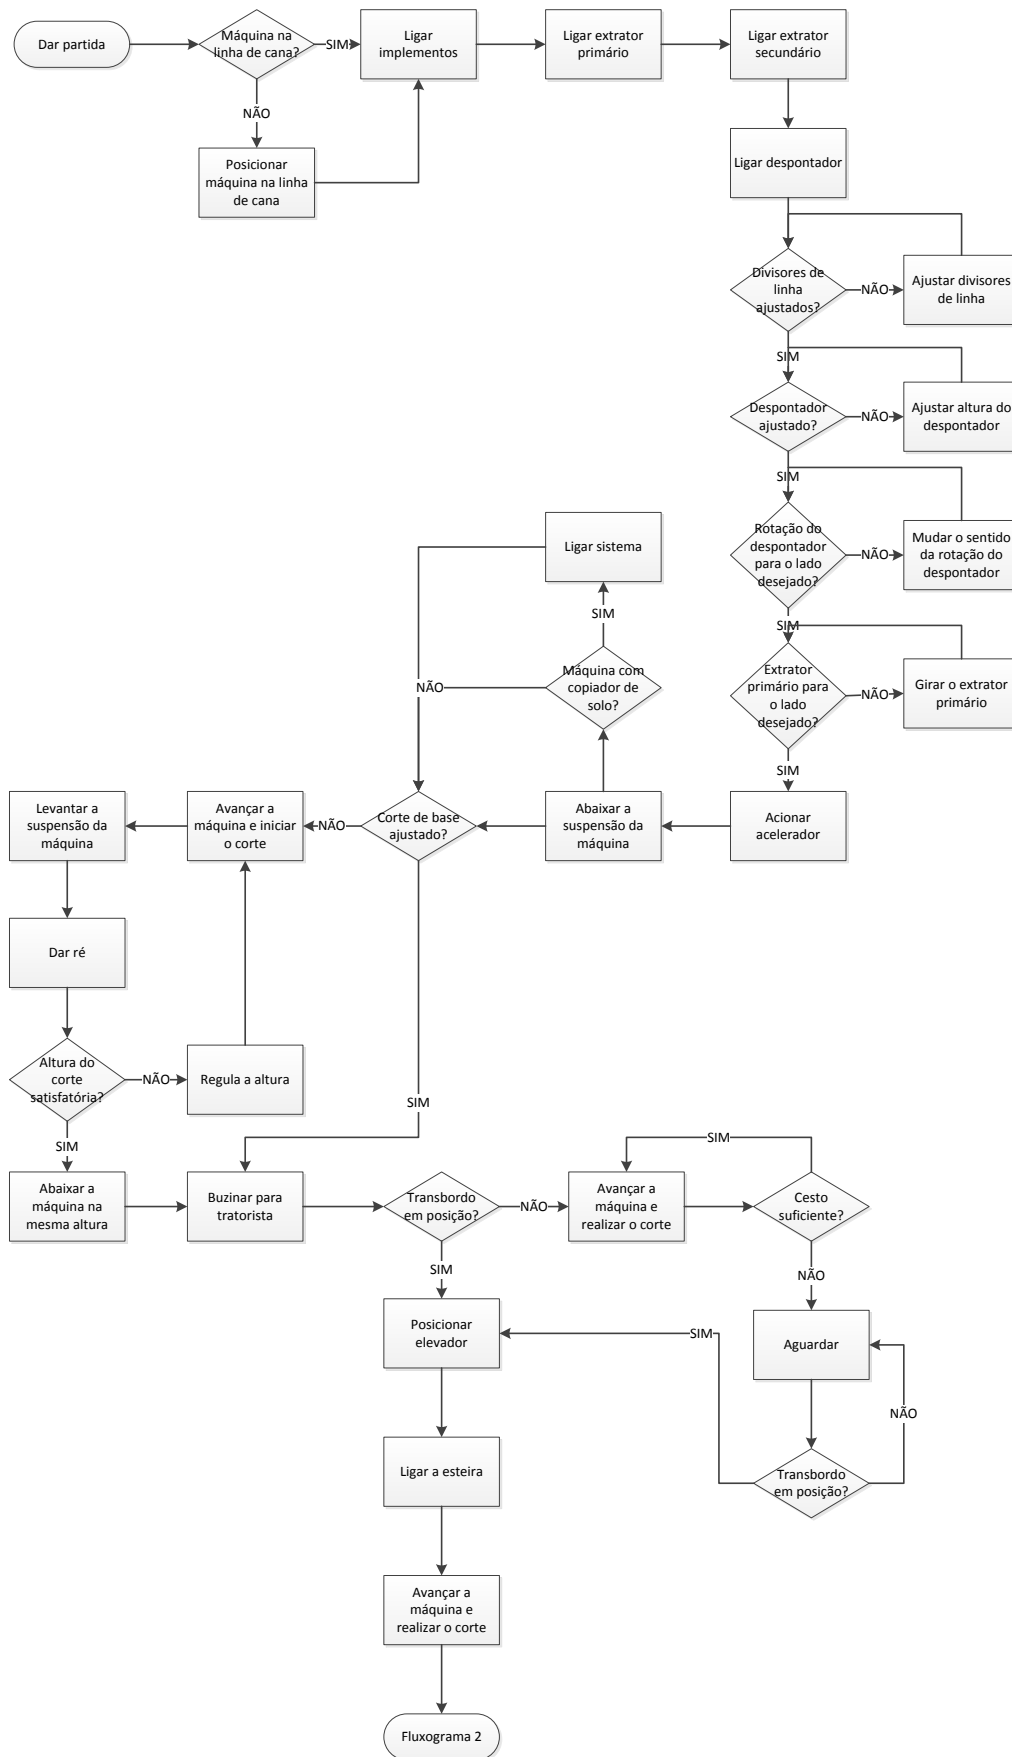 Dar partida
Máquina na
linha de cana?
SIM
Ligar
implementos
Ligar extrator
primário
Ligar extrator
secundário
NÃO
Posicionar
máquina na linha
de cana
Ligar despontador
Divisores de
linha
ajustados?
NÃO
Ajustar divisores
de linha
SIM
Despontador
ajustado?
NÃO
Ajustar altura do
despontador
SIM
Rotação do
despontador
para o lado
desejado?
NÃO
Mudar o sentido
da rotação do
despontador
SIM
Extrator
primário para
o lado
desejado?
NÃO
Girar o extrator
primário
SIM
Acionar
acelerador
Abaixar a
suspensão da
máquina
Máquina com
copiador de
solo?
SIM
Ligar sistema
NÃO
Corte de base
ajustado?
NÃO
Avançar a
máquina e iniciar
o corte
Levantar a
suspensão da
máquina
Dar ré
Altura do
corte
satisfatória?
NÃO
Regula a altura
SIM
Abaixar a
máquina na
mesma altura
SIM
Buzinar para
tratorista
Transbordo
em posição?
NÃO
Avançar a
máquina e
realizar o corte
SIM
Cesto
suficiente?
NÃO
Aguardar
Transbordo
em posição?
NÃO
SIM
SIM
Posicionar
elevador
Ligar a esteira
Avançar a
máquina e
realizar o corte
Fluxograma 2